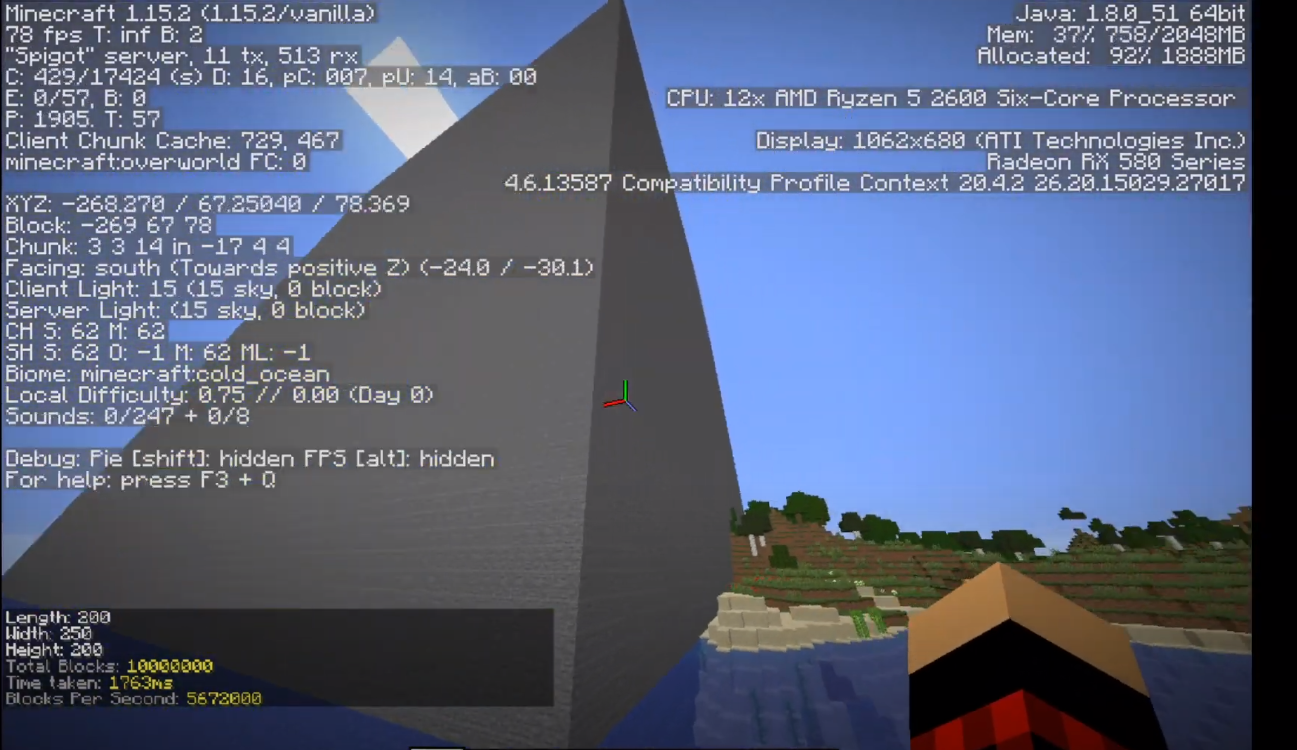 Minecraft 1.15.2 (1.15.2/vanilla)
78 fps T: inf B: 2
"Spigot" server, 11 tx, 513 rx
C: 429/17424 (s) D: 16, pC: 007, pU: 14, aB: 00
E: 0/57, B: 0
P: 1905. T: 57
Client Chunk Cache: 729, 467
minecraft:overworld FC: 0
XYZ: -268.270 / 67.25040 / 78.369
Block: -269 67 78
Chunk: 3 3 14 in -17 4 4
Facing: south (Towards positive Z) (-24.0 / -30.1)
Client Light: 15 (15 sky, 0 block)
Server Light: (15 sky, 0 block)
CH S: 62 M: 62
SH S: 62 O: -1 M: 62 ML: -1
Biome: minecraft:cold_ocean
Local Difficulty: 0.75 // 0.00 (Day 0)
Sounds: 0/247 + 0/8
Debug: Pie [shift]: hidden FPS [alt]: hidden
For help: press F3 + Q
Java: 1.8.0_51 64bit
Mem: 37% 758/2048MB
Allocated: 92% 1888MB
CPU: 12x AMD Ryzen 5 2600 Six-Core Processor
Display: 1062x680 (ATI Technologies Inc.)
Radeon RX 580 Series
4.6.13587 Compatibility Profile Context 20.4.2 26.20.15029.27017
Length: 200
Width: 250
Height: 200
Total Blocks: 10000000
Time taken: 1763ms
Blocks Per Second: 5672000